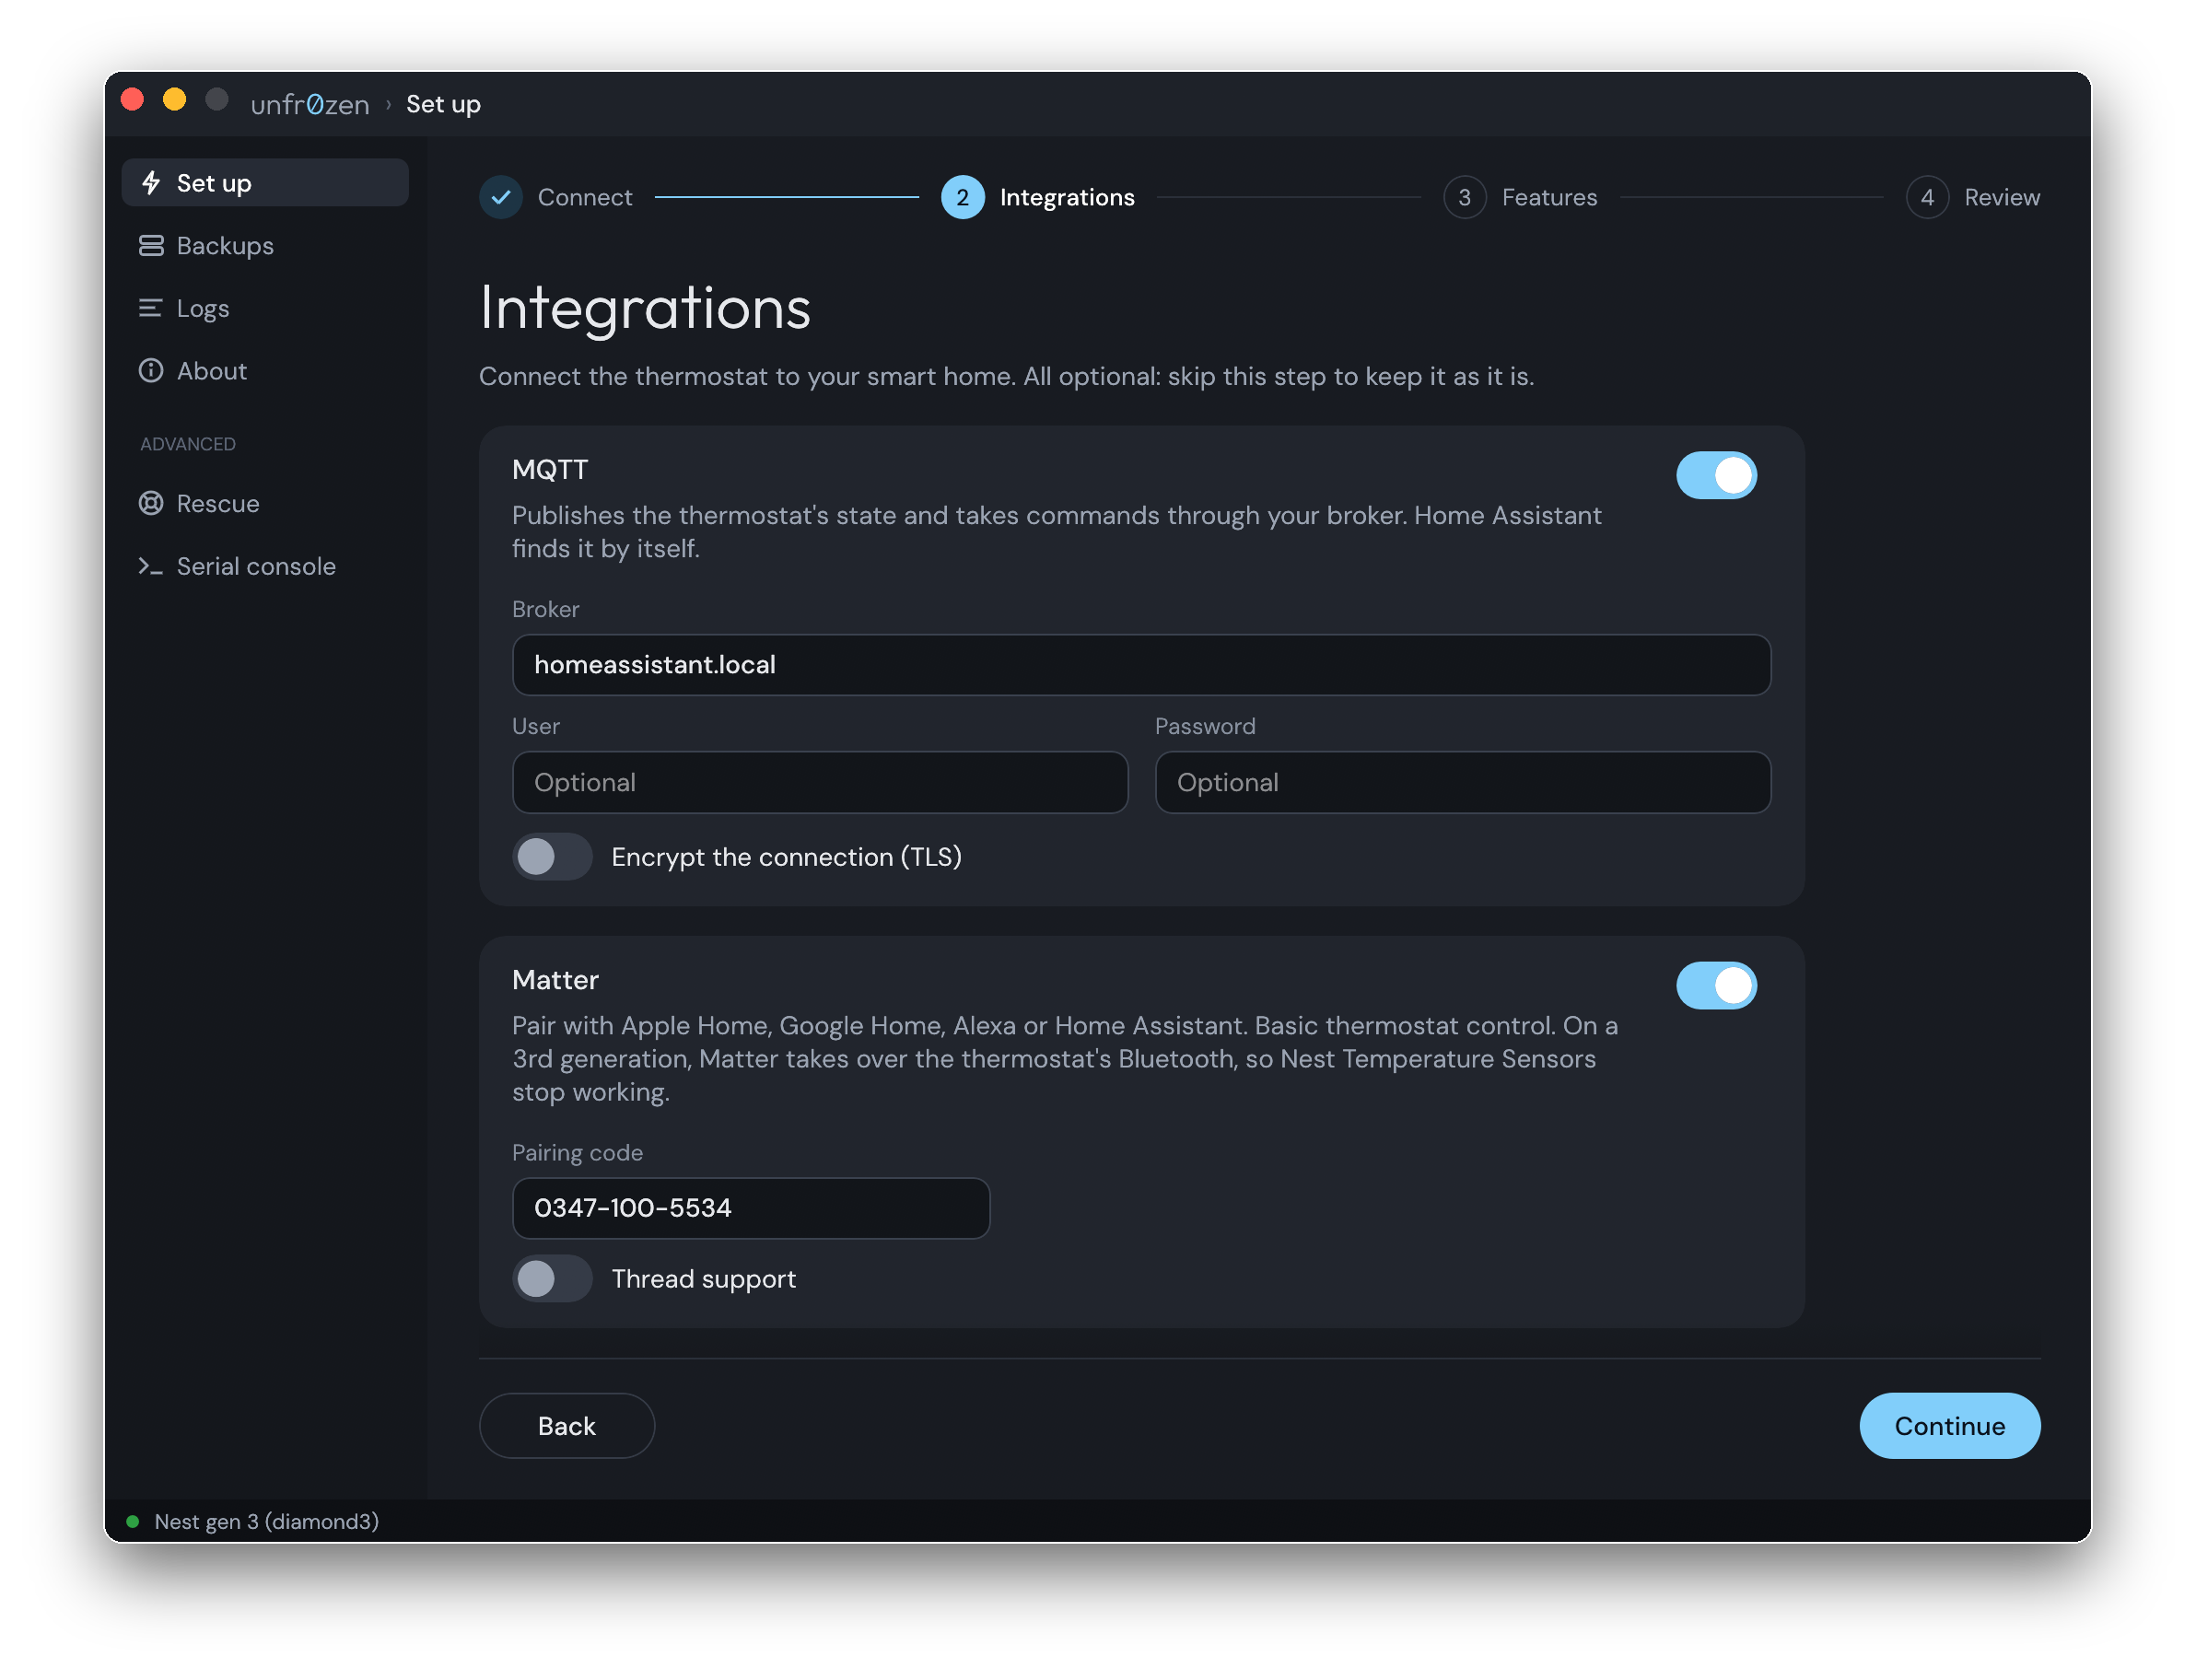 unfr0zen › Set up
Set up
Backups
Logs
About
ADVANCED
Rescue
Serial console
Connect
2 Integrations
3 Features
4 Review
Integrations
Connect the thermostat to your smart home. All optional: skip this step to keep it as it is.
MQTT
Publishes the thermostat's state and takes commands through your broker. Home Assistant
finds it by itself.
Broker
homeassistant.local
User
Password
Optional
Optional
Encrypt the connection (TLS)
Matter
Pair with Apple Home, Google Home, Alexa or Home Assistant. Basic thermostat control. On a
3rd generation, Matter takes over the thermostat's Bluetooth, so Nest Temperature Sensors
stop working.
Pairing code
0347-100-5534
Thread support
Back
Continue
Nest gen 3 (diamond3)